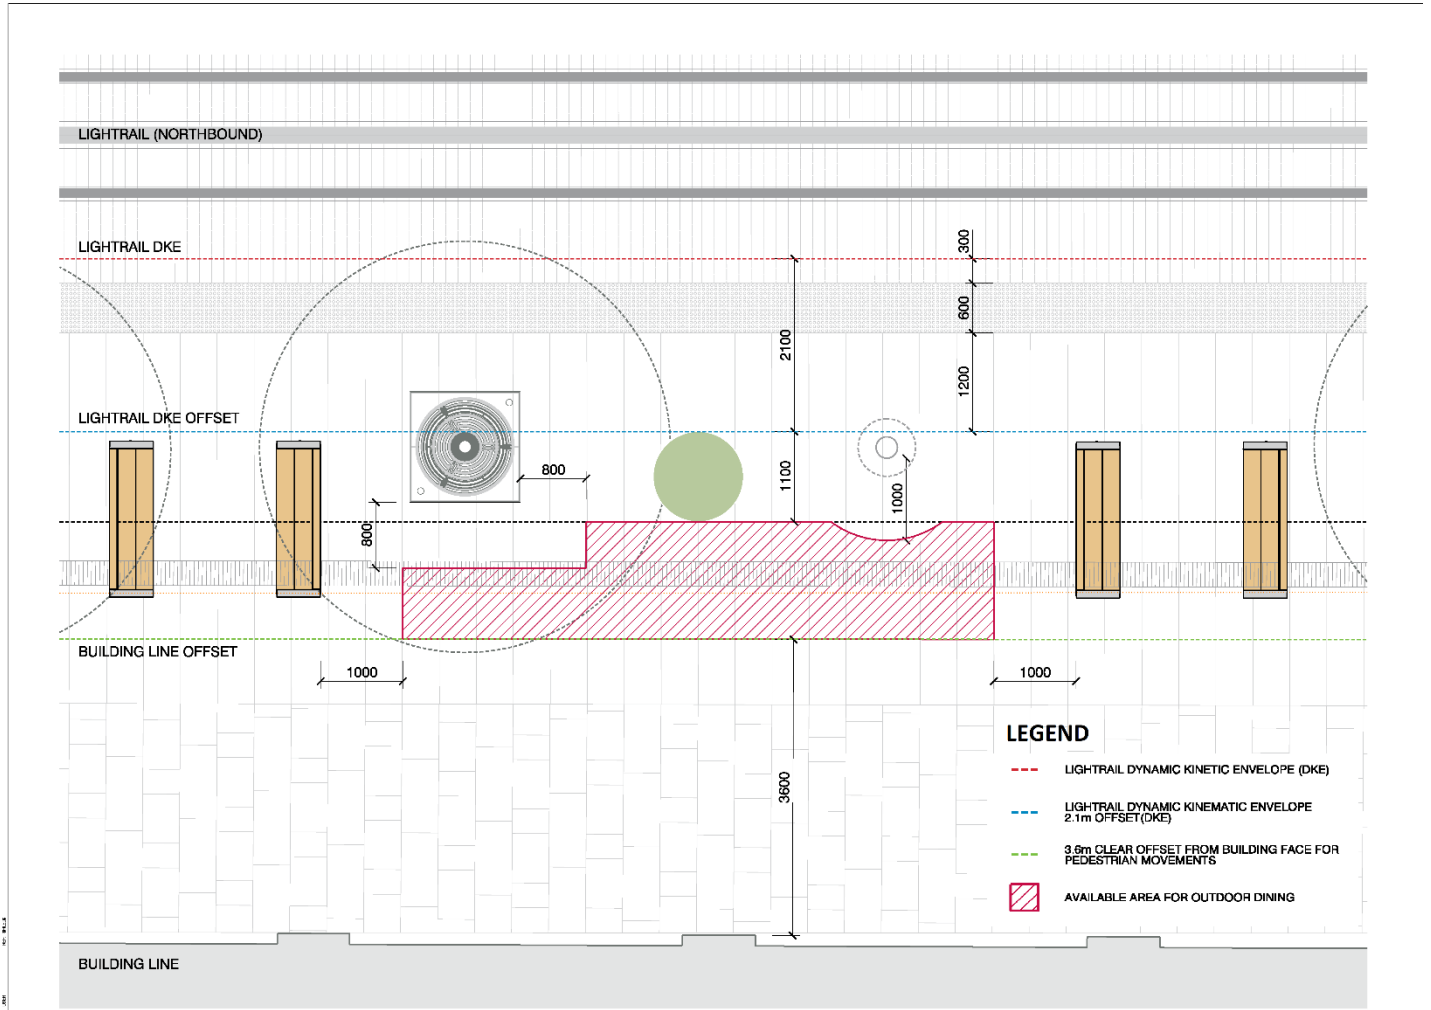 LIGHTRAIL (NORTHBOUND)
LIGHTRAIL DKE
300
600
2100
1200
LIGHTRAIL DKE OFFSET
800
1100
1000
800
BUILDING LINE OFFSET
1000
1000
3600
LEGEND
LIGHTRAIL DYNAMIC KINETIC ENVELOPE (DKE)
LIGHTRAIL DYNAMIC KINEMATIC ENVELOPE
2.1m OFFSET(DKE)
3.6m CLEAR OFFSET FROM BUILDING FACE FOR
PEDESTRIAN MOVEMENTS
AVAILABLE AREA FOR OUTDOOR DINING
BUILDING LINE